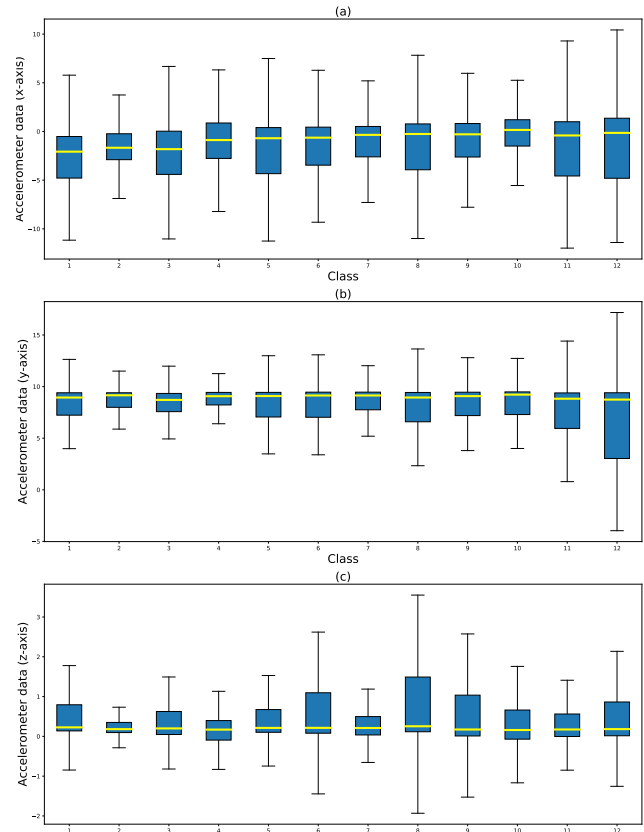 (a)
Accelerometer data (x-axis)
10
5
0
−5
−10
1 2 3 4 5 6 7 8 9 10 11 12
Class
(b)
Accelerometer data (y-axis)
15
10
5
0
−5
1 2 3 4 5 6 7 8 9 10 11 12
Class
(c)
Accelerometer data (z-axis)
3
2
1
0
−1
−2
1 2 3 4 5 6 7 8 9 10 11 12